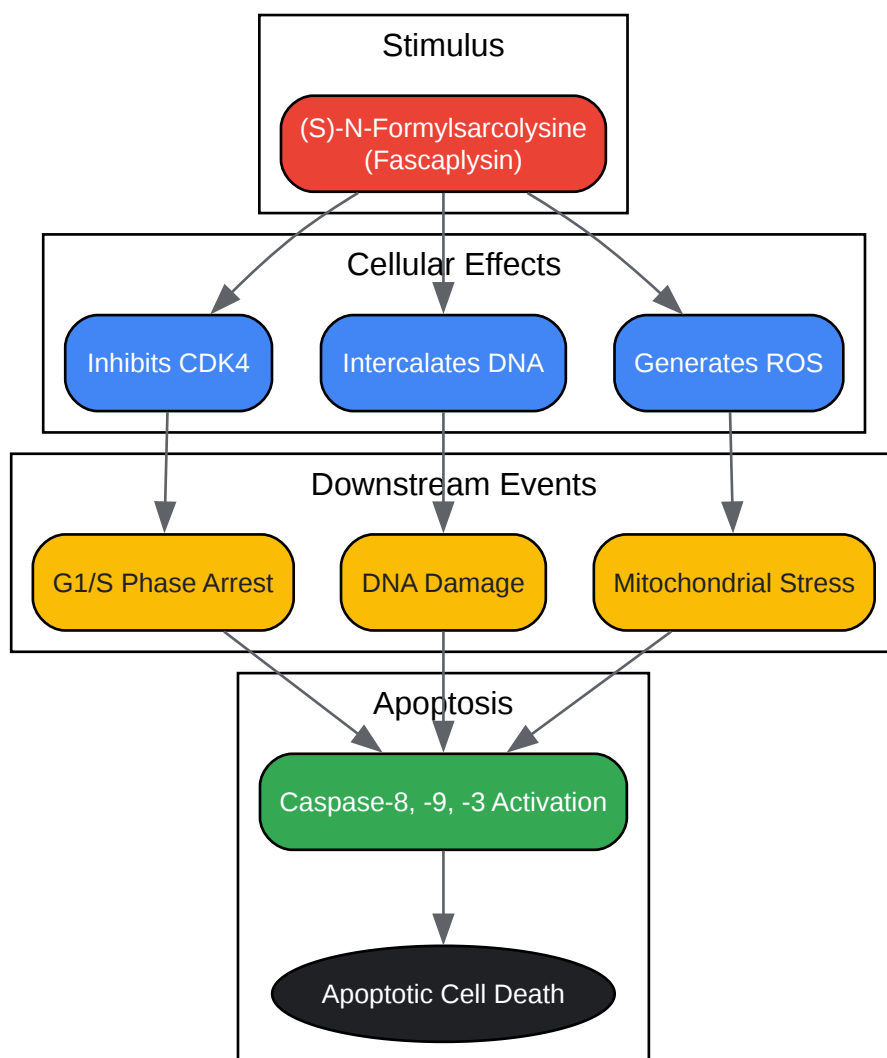 Stimulus
(S)-N-Formylsarcolysine
(Fascaplysin)
Cellular Effects
Inhibits CDK4
Intercalates DNA
Generates ROS
Downstream Events
G1/S Phase Arrest
DNA Damage
Mitochondrial Stress
Apoptosis
Caspase-8, -9, -3 Activation
Apoptotic Cell Death